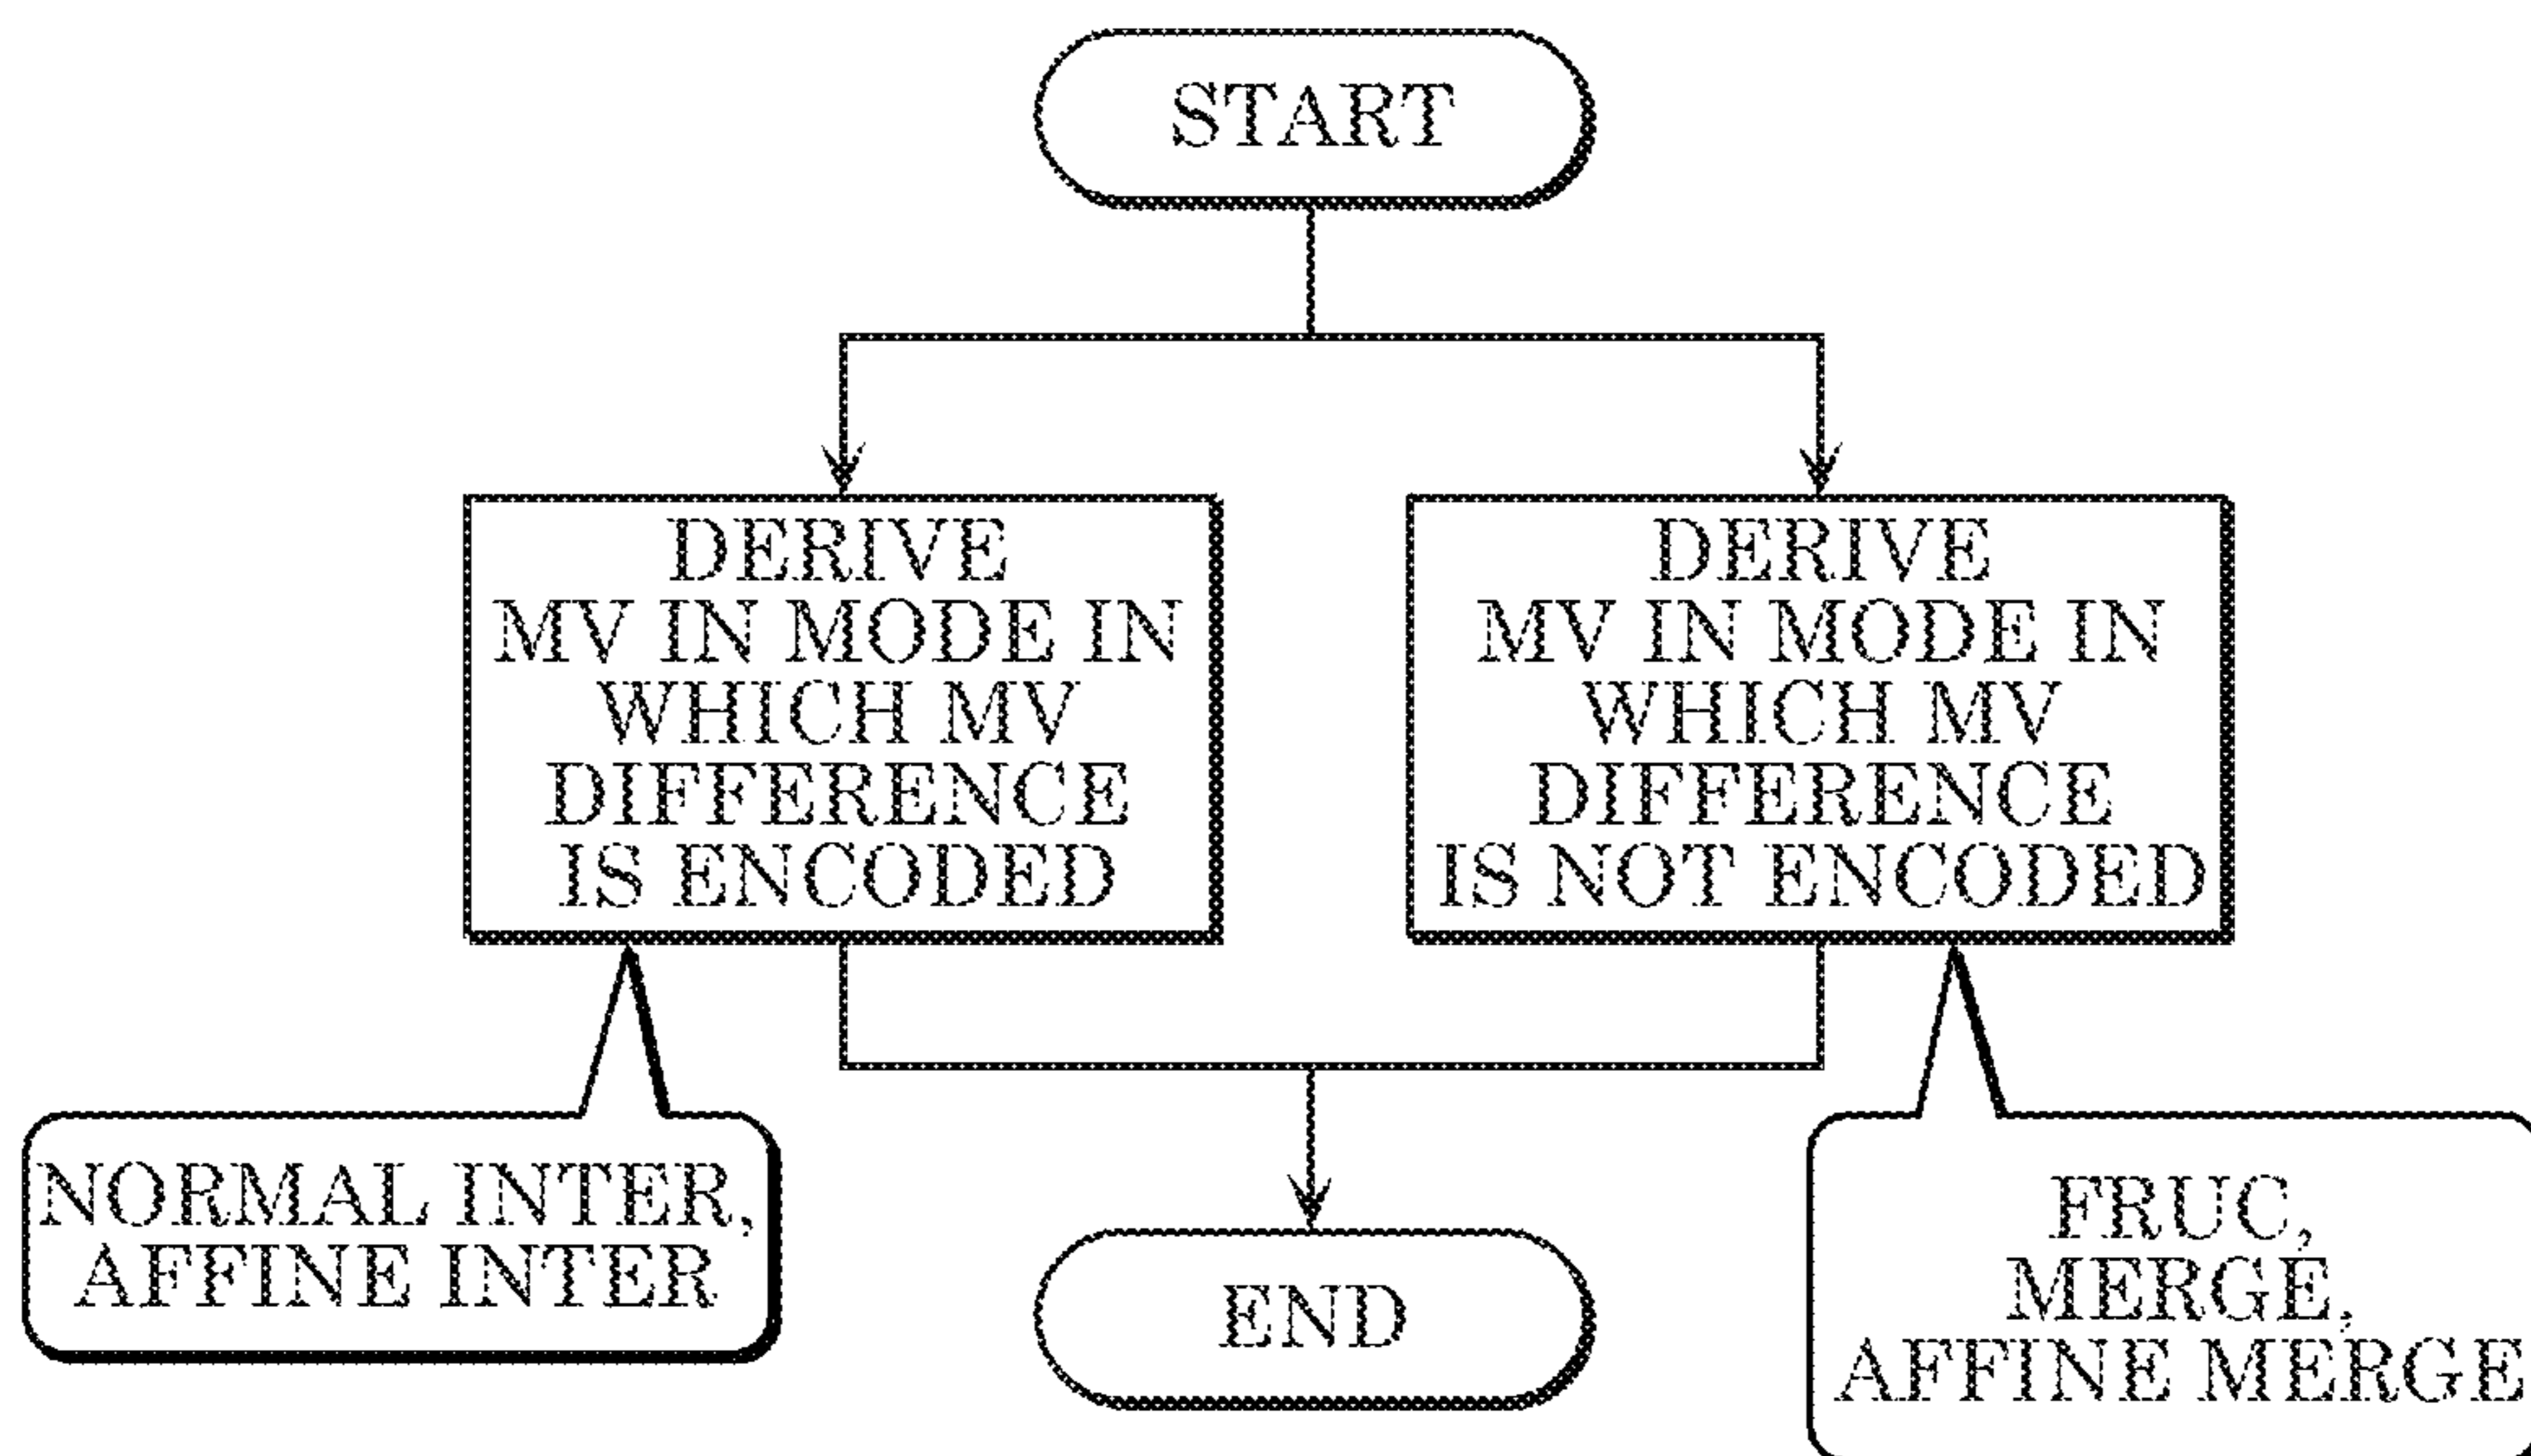 START
DERIVE
MV IN MODE IN
WHICH MV
DIFFERENCE
IS ENCODED
DERIVE
MV IN MODE IN
WHICH MV
DIFFERENCE
IS NOT ENCODED
NORMAL INTER,
AFFINE INTER
FRUC,
MERGE,
AFFINE MERGE
END